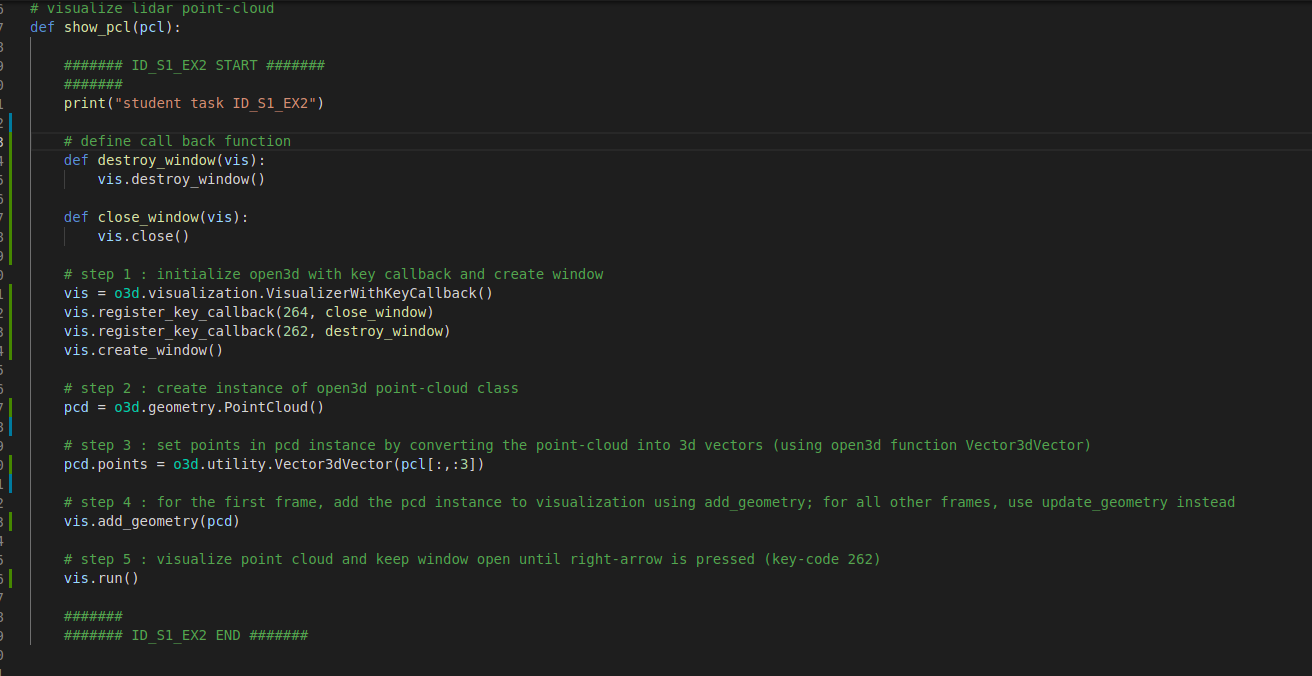 # visualize lidar point-cloud
def show_pcl(pcl):
####### ID_S1_EX2 START #######
#######
print("student task ID_S1_EX2")
# define call back function
def destroy_window(vis):
vis.destroy_window()
def close_window(vis):
vis.close()
# step 1 : initialize open3d with key callback and create window
vis = o3d.visualization.VisualizerWithKeyCallback()
vis.register_key_callback(264, close_window)
vis.register_key_callback(262, destroy_window)
vis.create_window()
# step 2 : create instance of open3d point-cloud class
pcd = o3d.geometry.PointCloud()
# step 3 : set points in pcd instance by converting the point-cloud into 3d vectors (using open3d function Vector3dVector)
pcd.points = o3d.utility.Vector3dVector(pcl[:,:3])
# step 4 : for the first frame, add the pcd instance to visualization using add_geometry; for all other frames, use update_geometry instead
vis.add_geometry(pcd)
# step 5 : visualize point cloud and keep window open until right-arrow is pressed (key-code 262)
vis.run()
#######
####### ID_S1_EX2 END #######